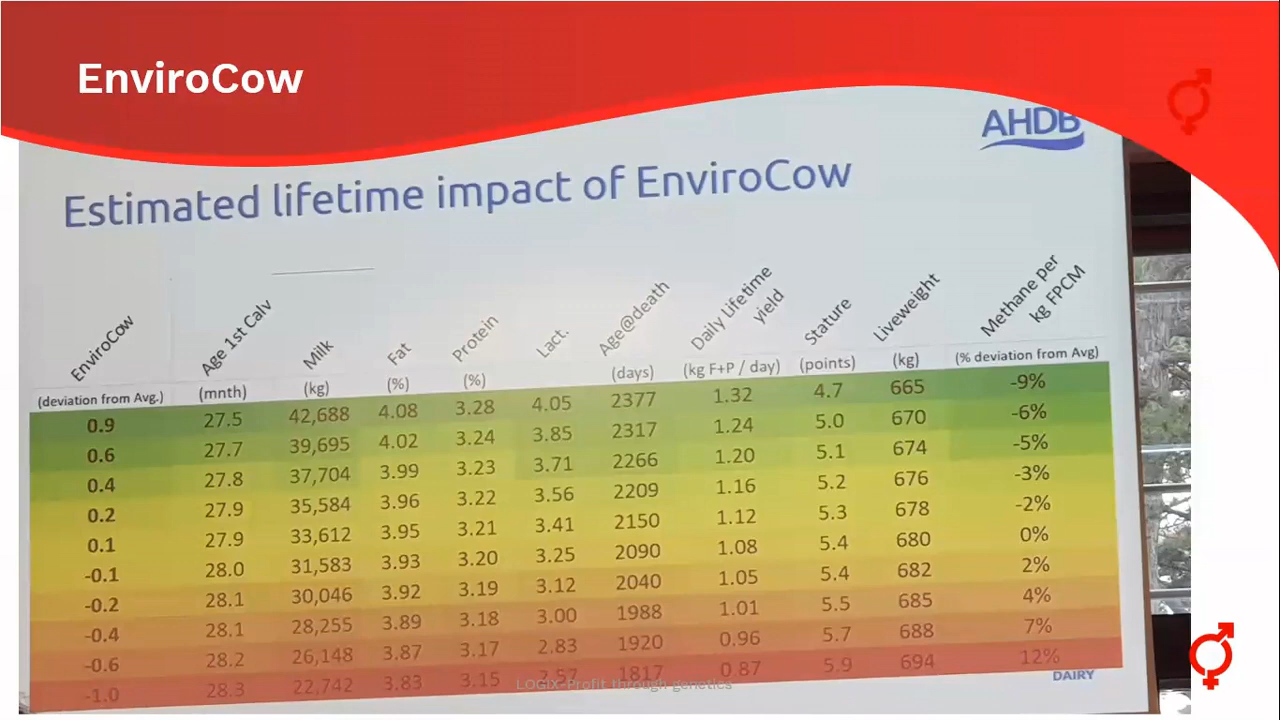 EnviroCow
AHDB
Estimated lifetime impact of EnviroCow
EnviroCow Age 1st Calv Milk Fat Protein Lact. Age@death Daily Lifetime yield Stature Liveweight Methane per kg FPCM
(deviation from Avg.) (mnth) (kg) (%) (%) (days) (kg F+P / day) (points) (kg) (% deviation from Avg)
0.9 27.5 42,688 4.08 3.28 4.05 2377 1.32 4.7 665 -9%
0.6 27.7 39,695 4.02 3.24 3.85 2317 1.24 5.0 670 -6%
0.4 27.8 37,704 3.99 3.23 3.71 2266 1.20 5.1 674 -5%
0.2 27.9 35,584 3.96 3.22 3.56 2209 1.16 5.2 676 -3%
0.1 27.9 33,612 3.95 3.21 3.41 2150 1.12 5.3 678 -2%
-0.1 28.0 31,583 3.93 3.20 3.25 2090 1.08 5.4 680 0%
-0.2 28.1 30,046 3.92 3.19 3.12 2040 1.05 5.4 682 2%
-0.4 28.1 28,255 3.89 3.18 3.00 1988 1.01 5.5 685 4%
-0.6 28.2 26,148 3.87 3.17 2.83 1920 0.96 5.7 688 7%
-1.0 28.3 22,742 3.83 3.15 2.57 1817 0.87 5.9 694 12%
LOGIX-Profit through genetics
DAIRY